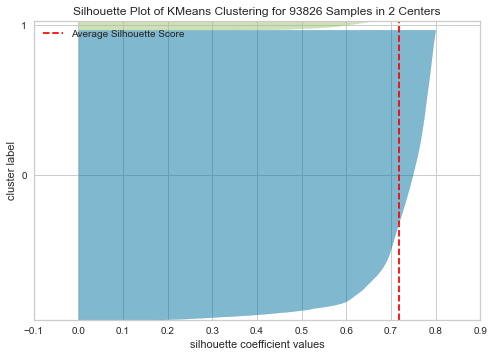 Silhouette Plot of KMeans Clustering for 93826 Samples in 2 Centers
1
Average Silhouette Score
cluster label
0
−0.1 0.0 0.1 0.2 0.3 0.4 0.5 0.6 0.7 0.8 0.9
silhouette coefficient values